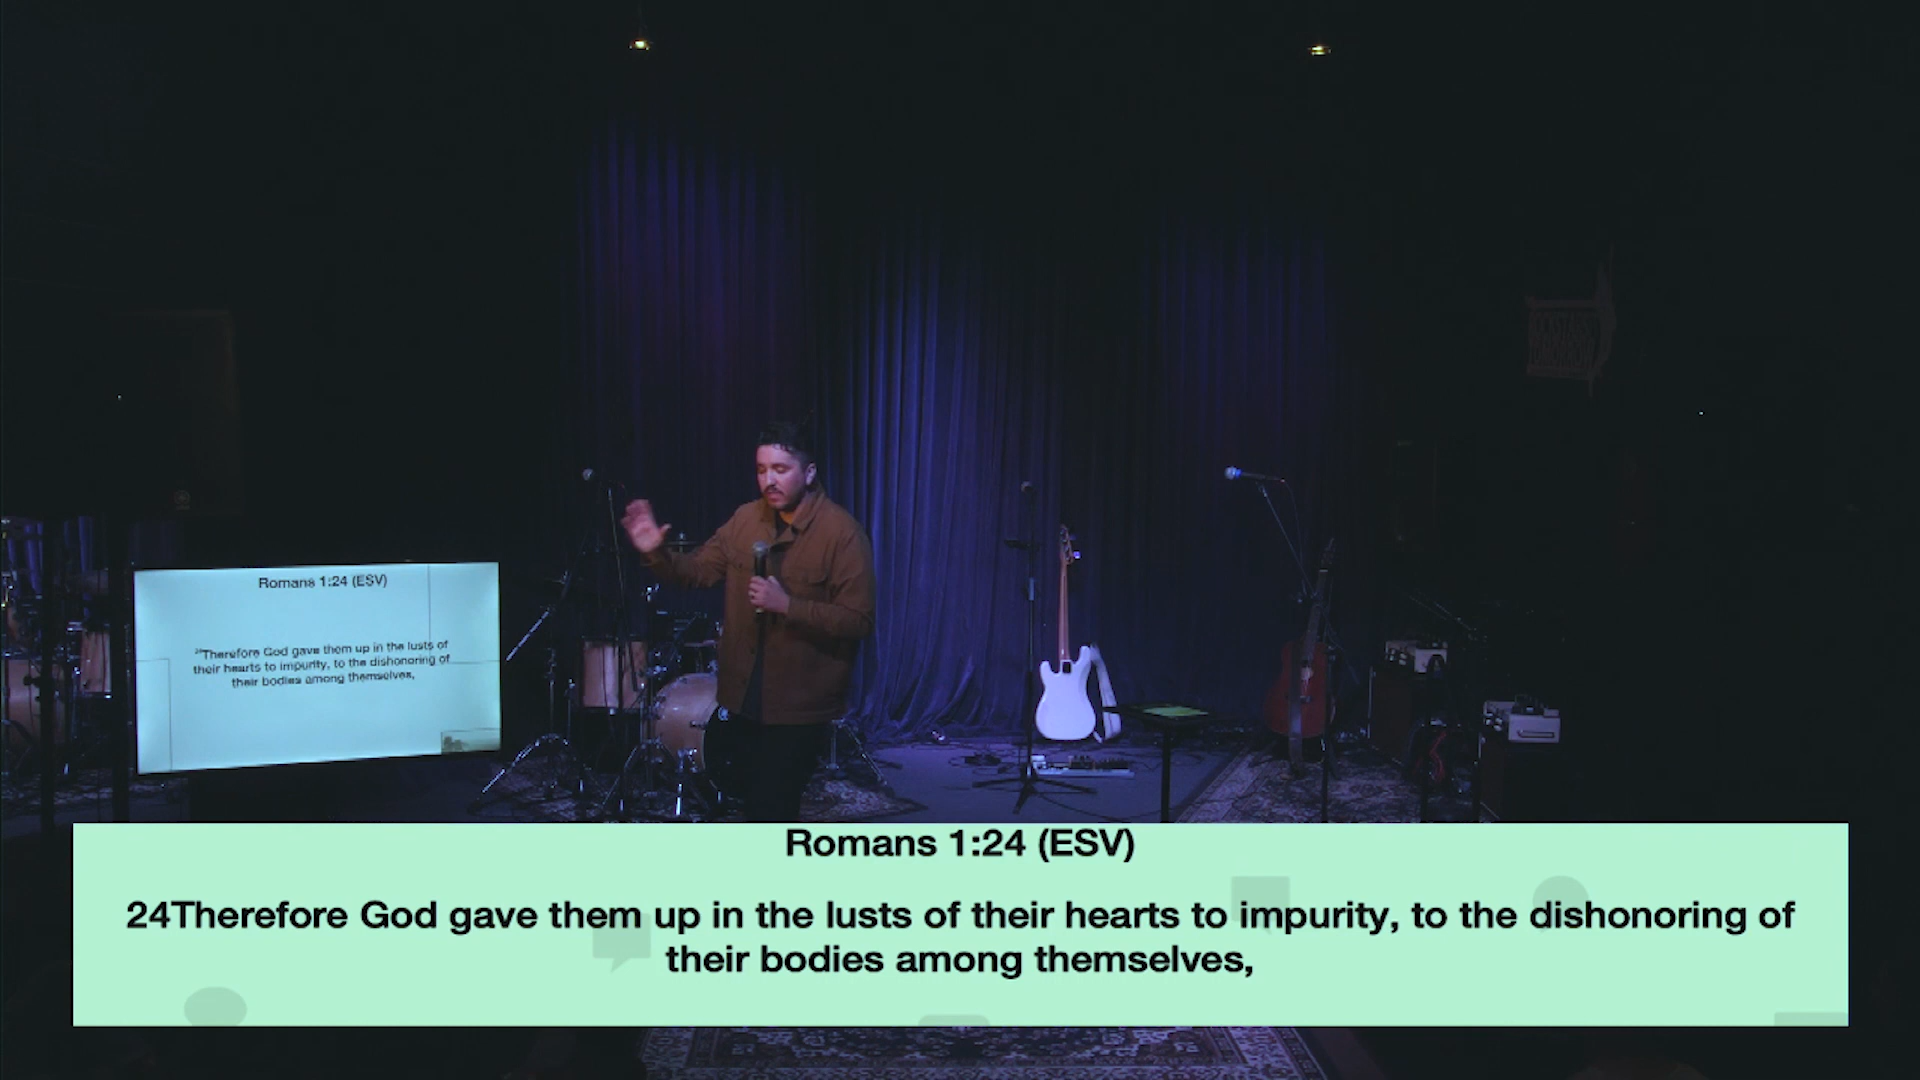 Romans 1:24 (ESV)
24Therefore God gave them up in the lusts of
their hearts to impurity, to the dishonoring of
their bodies among themselves,
Romans 1:24 (ESV)
24Therefore God gave them up in the lusts of their hearts to impurity, to the dishonoring of
their bodies among themselves,